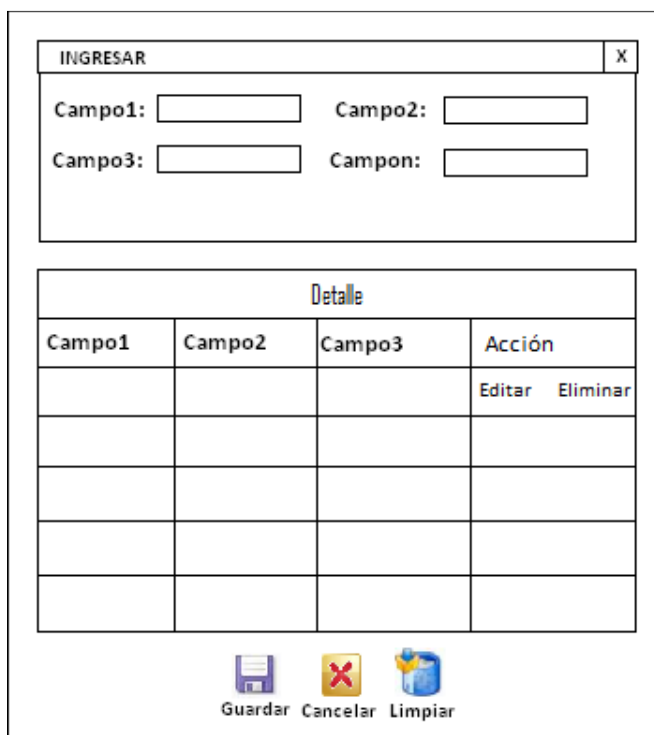 INGRESAR X
Campo1: Campo2:
Campo3: Campon:
Detalle
Campo1 Campo2 Campo3 Acción
Editar Eliminar
Guardar Cancelar Limpiar